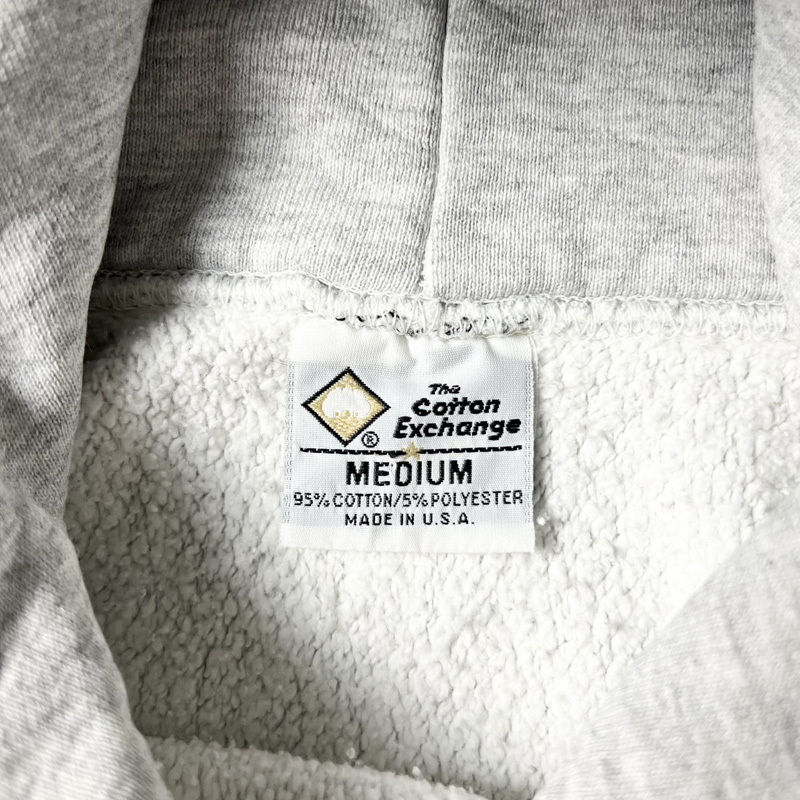 The
Cotton
Exchange
®
MEDIUM
95% COTTON/5% POLYESTER
MADE IN U.S.A.